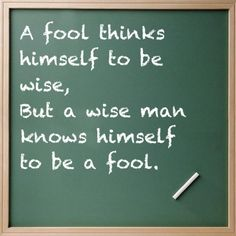 A fool thinks
himself to be
wise,
But a wise man
knows himself
to be a fool.